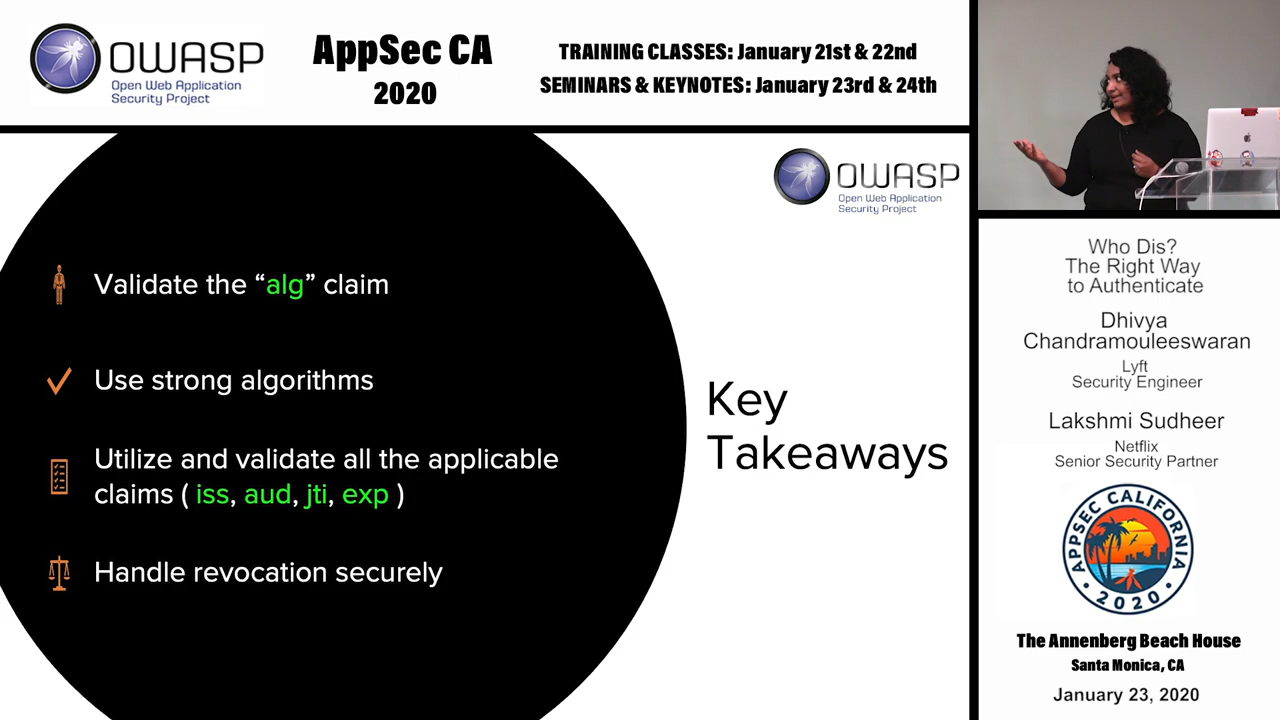 OWASP
Open Web Application
Security Project
AppSec CA
2020
TRAINING CLASSES: January 21st & 22nd
SEMINARS & KEYNOTES: January 23rd & 24th
OWASP
Open Web Application
Security Project
Validate the “alg” claim
Use strong algorithms
Utilize and validate all the applicable
claims ( iss, aud, jti, exp )
Handle revocation securely
Key
Takeaways
Who Dis?
The Right Way
to Authenticate
Dhivya
Chandramouleeswaran
Lyft
Security Engineer
Lakshmi Sudheer
Netflix
Senior Security Partner
APPSEC CALIFORNIA
• 2020 •
The Annenberg Beach House
Santa Monica, CA
January 23, 2020